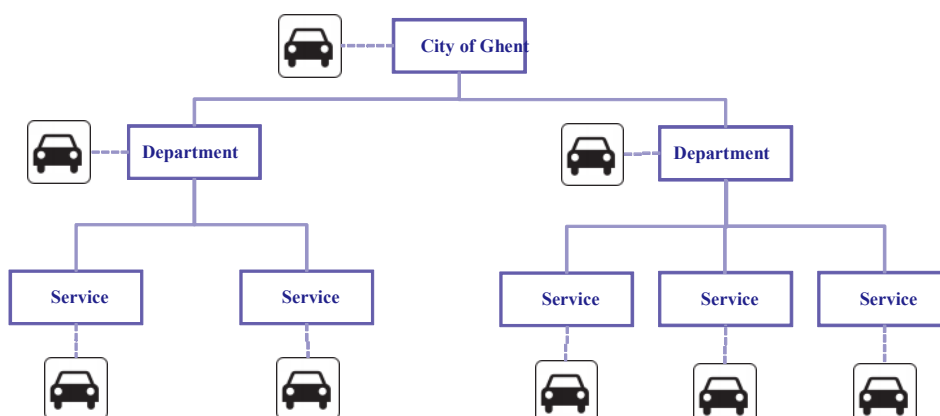 City of Ghent
Department
Department
Service
Service
Service
Service
Service